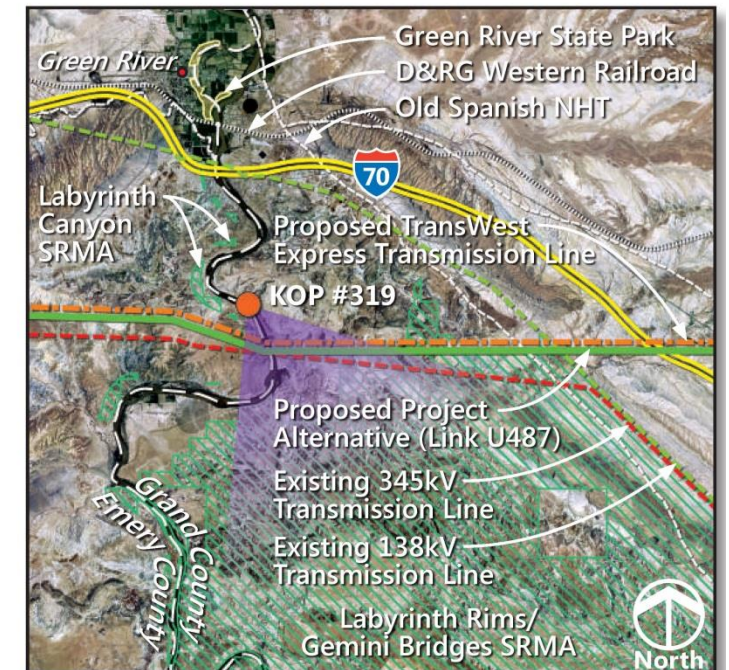 Green River State Park
Green River
D&RG Western Railroad
Old Spanish NHT
70
Labyrinth
Canyon
SRMA
Proposed TransWest
Express Transmission Line
KOP #319
Proposed Project
Alternative (Link U487)
Existing 345kV
Transmission Line
Existing 138kV
Transmission Line
Grand County
Emery County
Labyrinth Rims/
Gemini Bridges SRMA
North